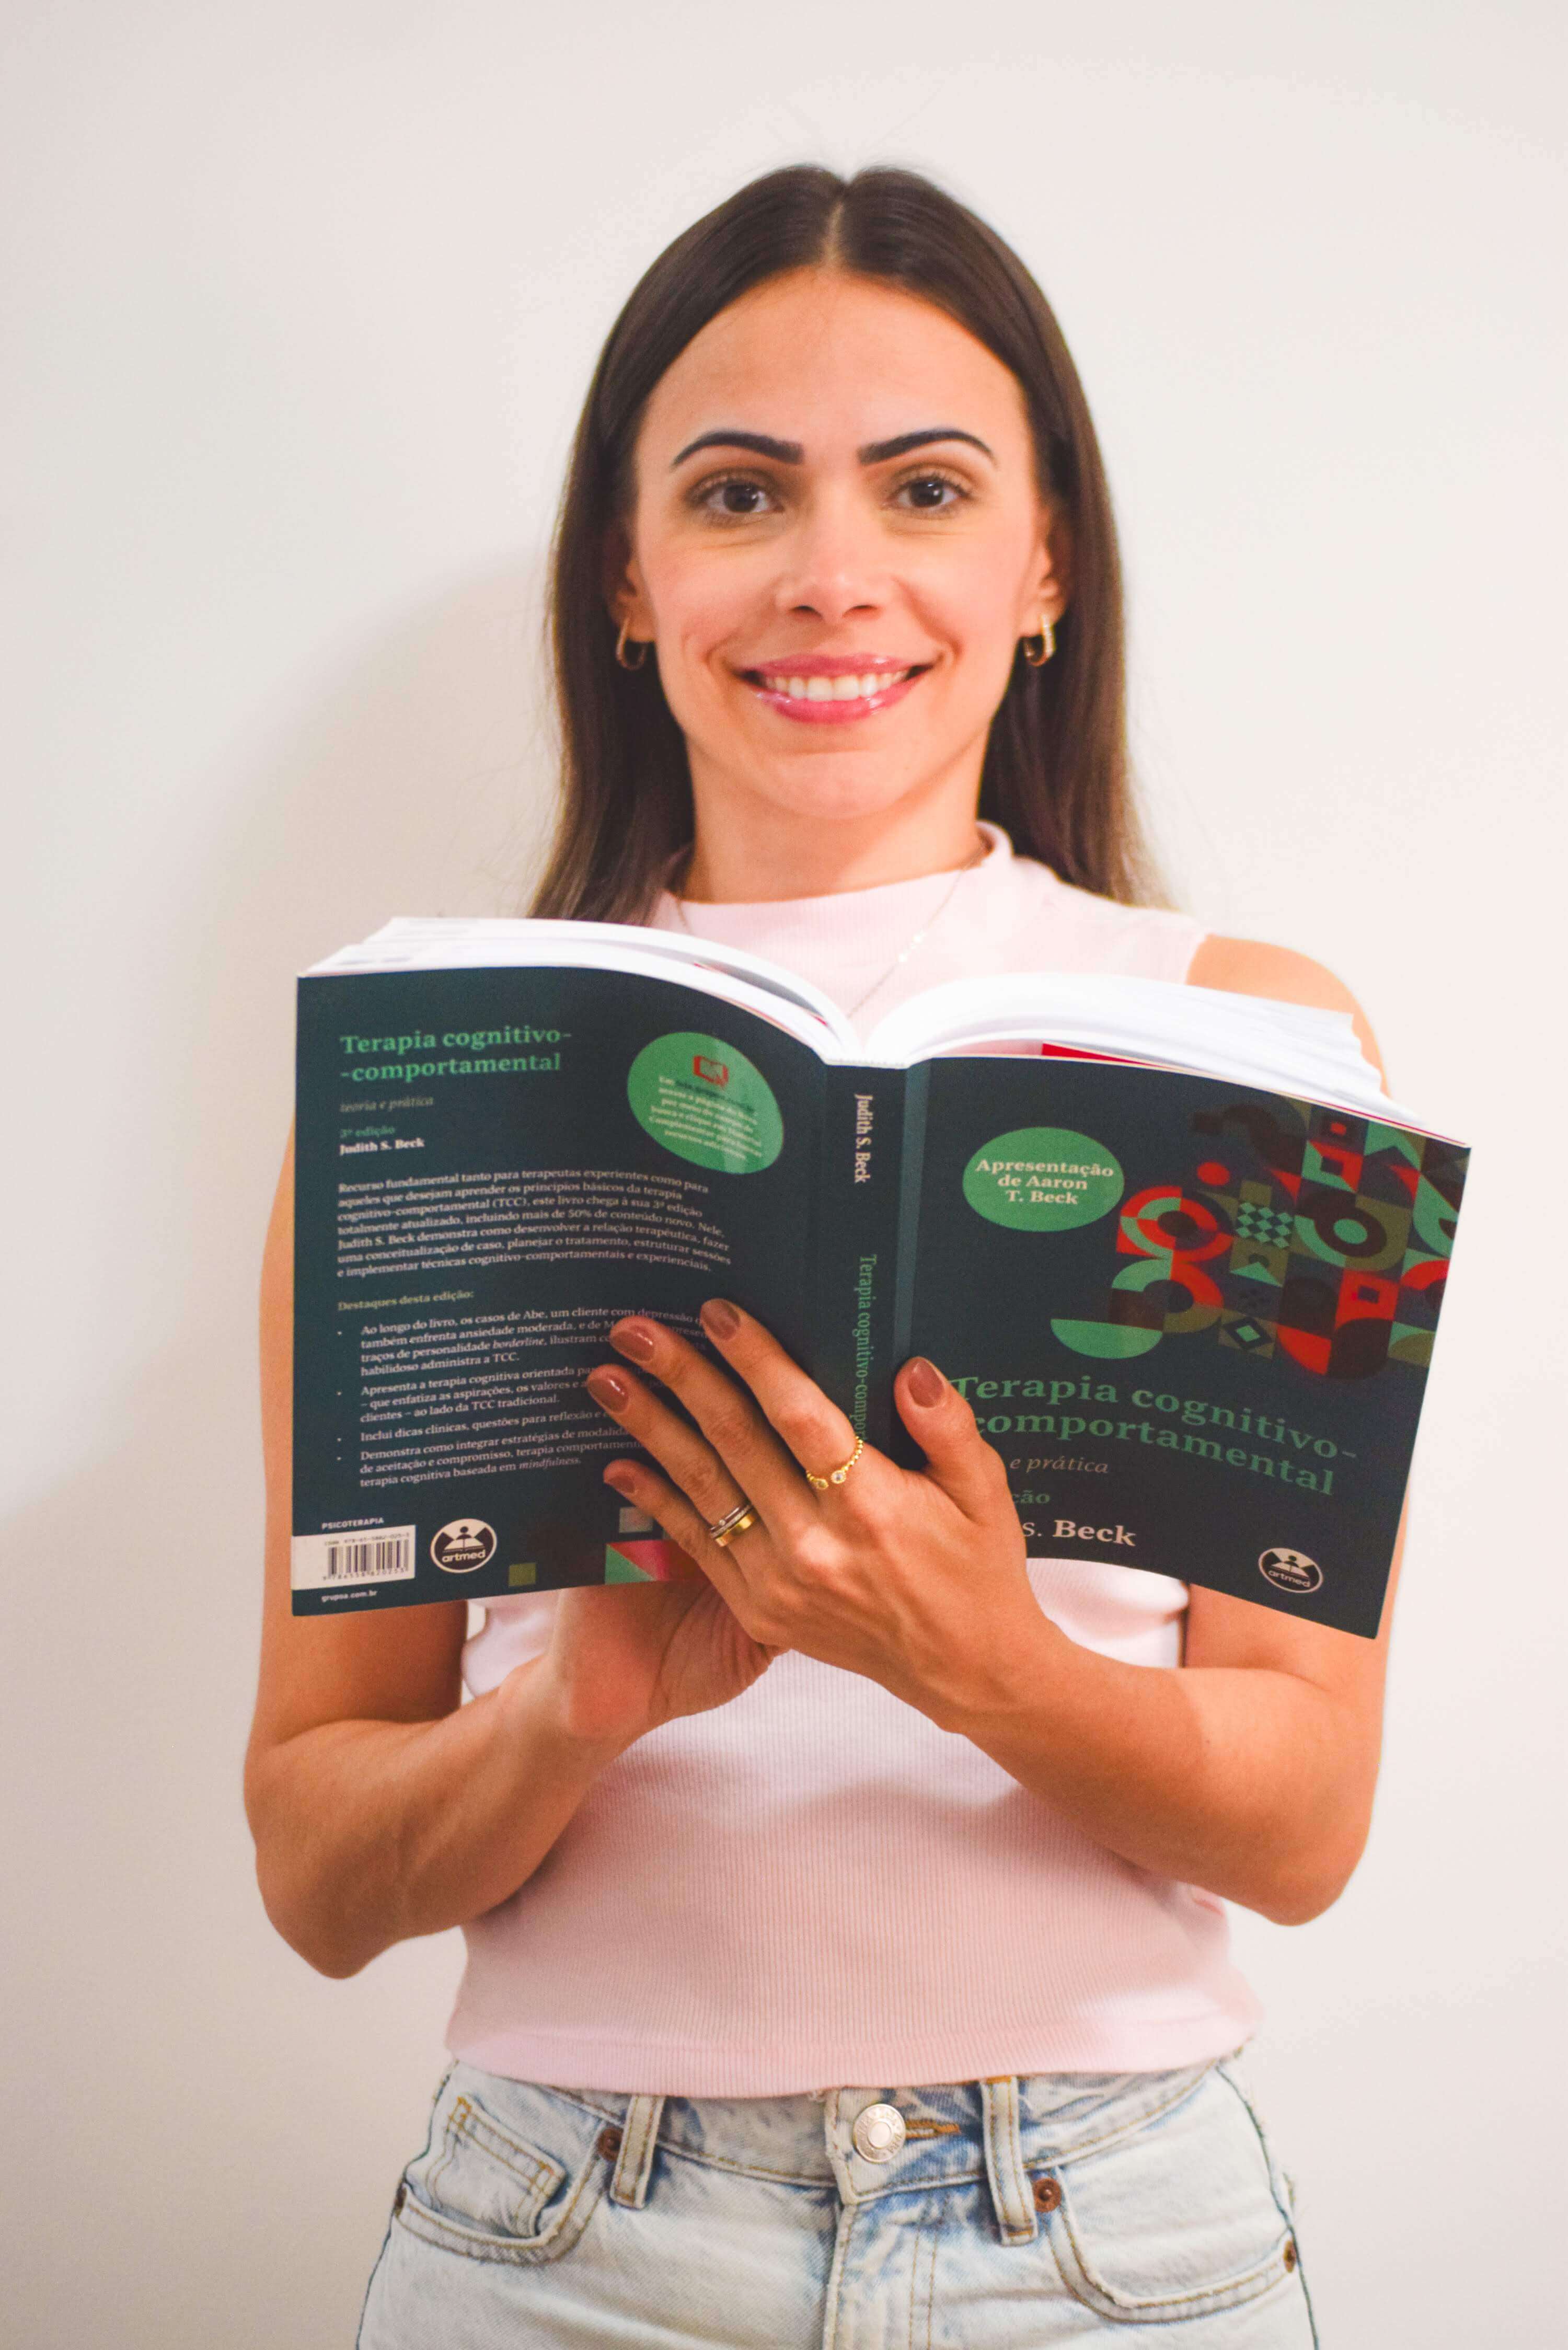 Terapia cognitivo-
-comportamental
teoria e prática
3ª edição
Judith S. Beck
Recurso fundamental tanto para terapeutas experientes como para
aqueles que desejam aprender os princípios básicos da terapia
cognitivo-comportamental (TCC), este livro chega à sua 3ª edição
totalmente atualizado, incluindo mais de 50% de conteúdo novo. Nele,
Judith S. Beck demonstra como desenvolver a relação terapêutica, fazer
uma conceitualização de caso, planejar o tratamento, estruturar sessões
e implementar técnicas cognitivo-comportamentais e experienciais.
Destaques desta edição:
• Ao longo do livro, os casos de Abe, um cliente com depressão
também enfrenta ansiedade moderada, e de
traços de personalidade borderline, ilustram
habilidoso administra a TCC.
• Apresenta a terapia cognitiva orientada
– que enfatiza as aspirações, os valores e
clientes – ao lado da TCC tradicional.
• Inclui dicas clínicas, questões para reflexão e
• Demonstra como integrar estratégias de
de aceitação e compromisso, terapia
terapia cognitiva baseada em mindfulness.
PSICOTERAPIA
artmed
grupoa.com.br
Judith S. Beck
Terapia cognitivo-compor
Apresentação
de Aaron
T. Beck
Terapia cognitivo-
comportamental
e prática
ção
S. Beck
artmed